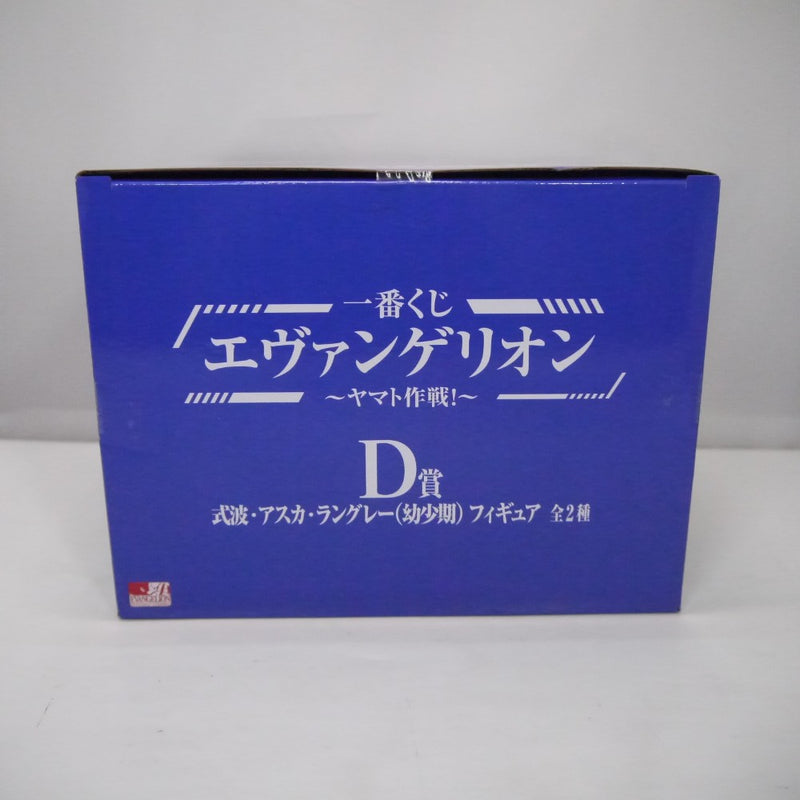 一番くじ
エヴァンゲリオン
～ヤマト作戦!～
D賞
式波・アスカ・ラングレー(幼少期) フィギュア 全2種
EVANGELION